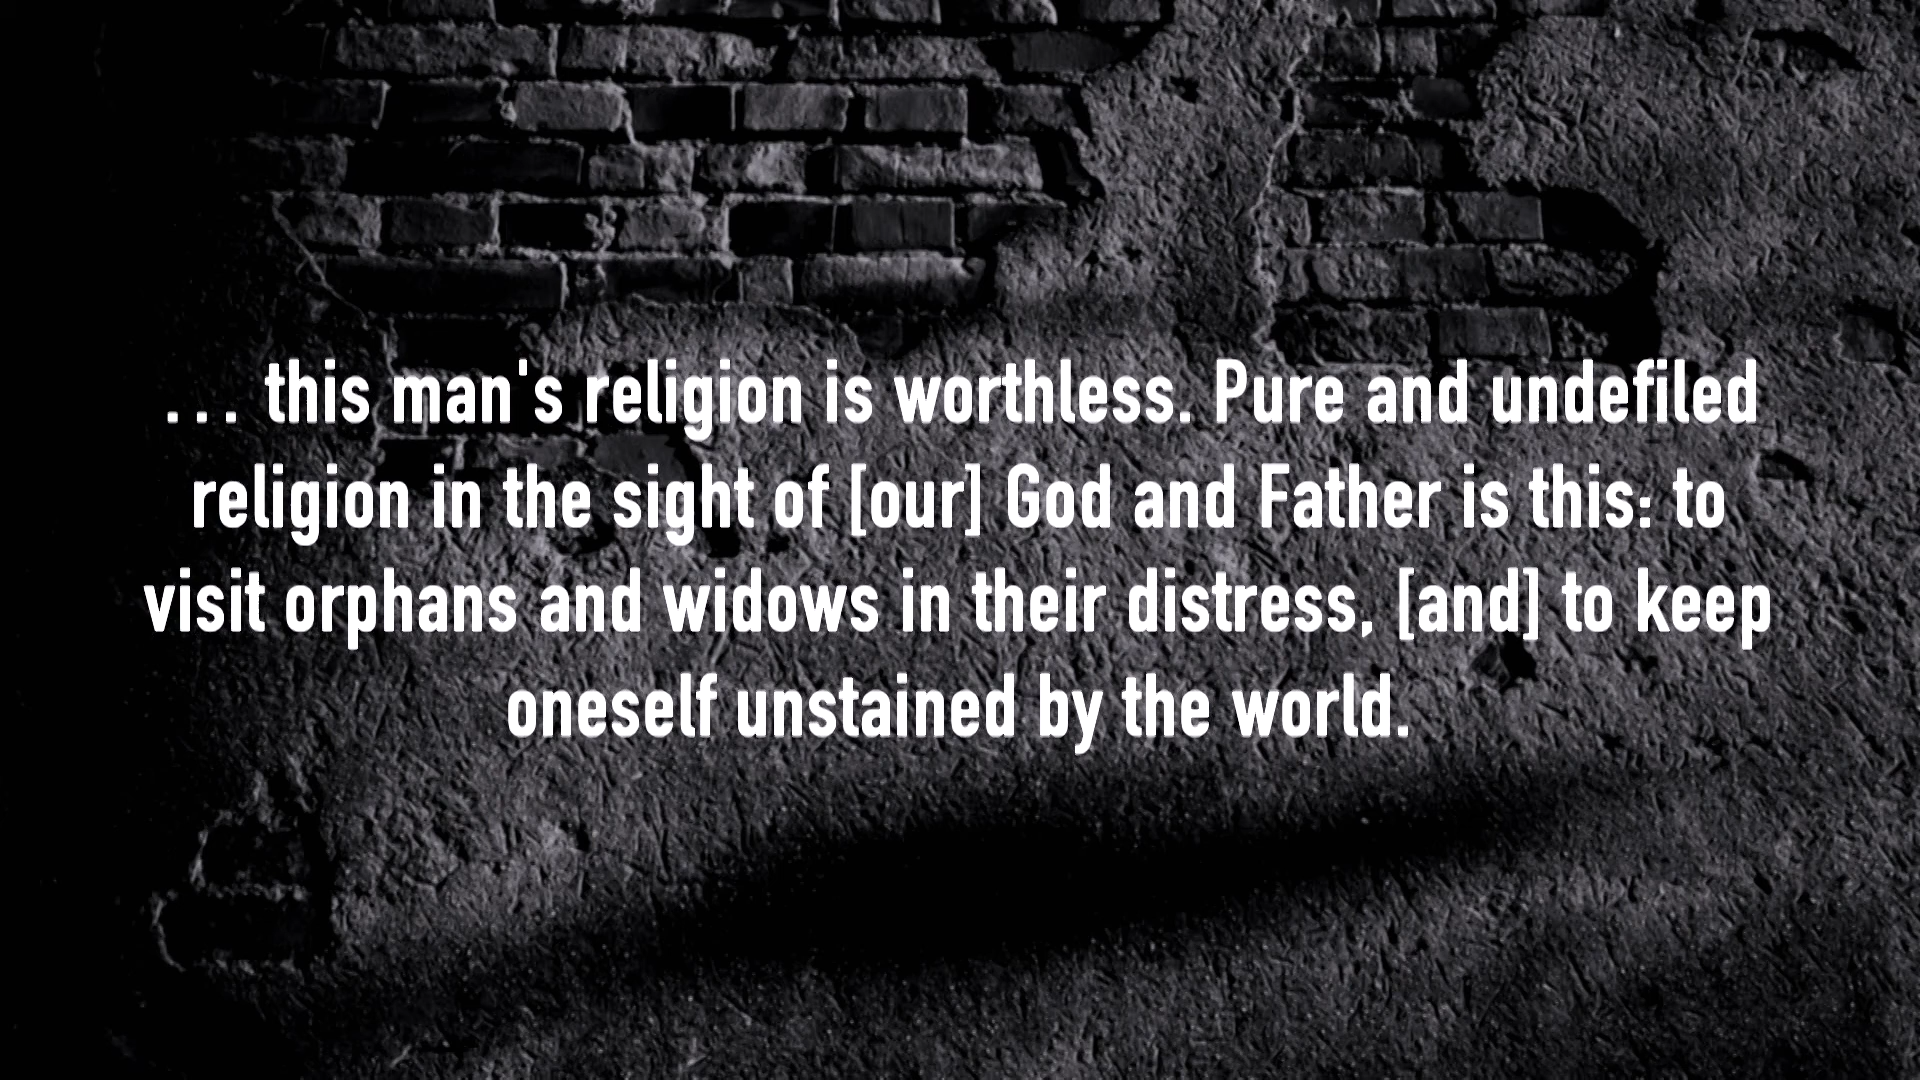 ... this man's religion is worthless. Pure and undefiled
religion in the sight of [our] God and Father is this: to
visit orphans and widows in their distress, [and] to keep
oneself unstained by the world.